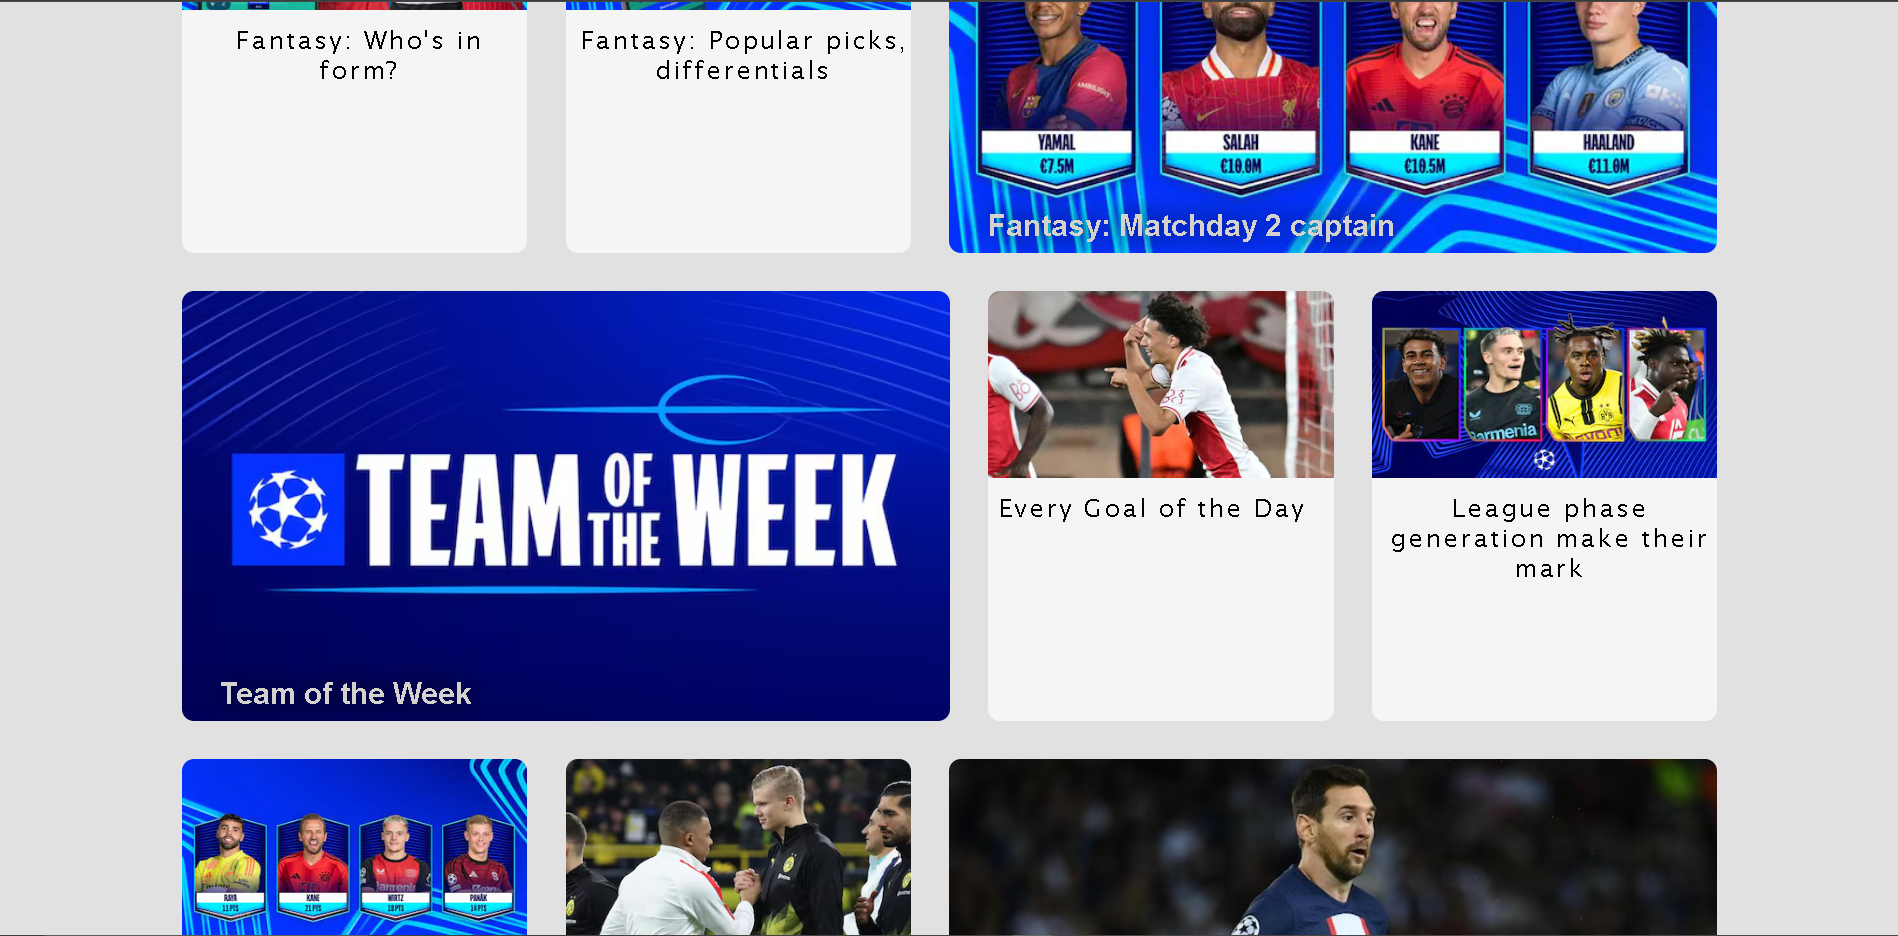 Fantasy: Who's in
form?
Fantasy: Popular picks,
differentials
YAMAL
€7.5M
SALAH
€10.0M
KANE
€10.5M
HAALAND
€11.0M
Fantasy: Matchday 2 captain
TEAM OF THE WEEK
Team of the Week
Every Goal of the Day
League phase
generation make their
mark
RAYA
11 PTS
KANE
21 PTS
WIRTZ
18 PTS
PANÁK
14 PTS